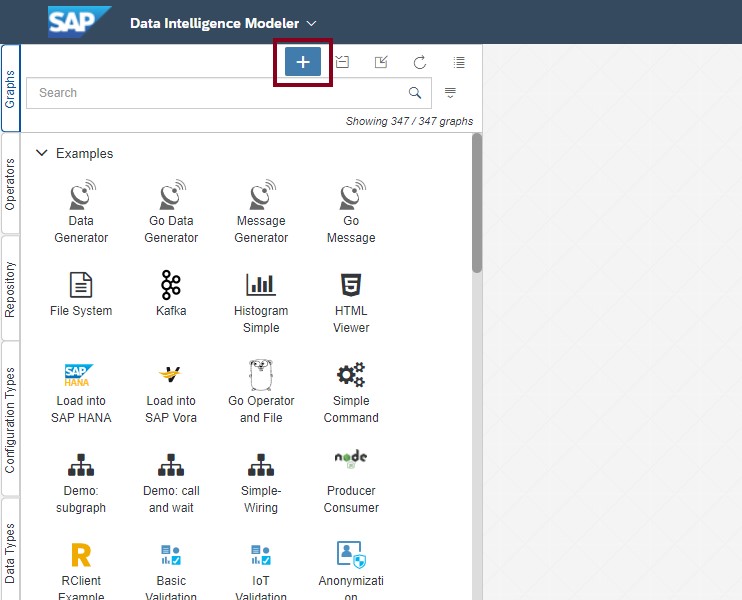 SAP Data Intelligence Modeler
Graphs
Operators
Repository
Configuration Types
Data Types
+
Search
Showing 347 / 347 graphs
Examples
Data
Generator
Go Data
Generator
Message
Generator
Go
Message
File System
Kafka
Histogram
Simple
HTML
Viewer
SAP
HANA
Load into
SAP HANA
Load into
SAP Vora
Go Operator
and File
Simple
Command
Demo:
subgraph
Demo: call
and wait
Simple-
Wiring
node
Producer
Consumer
R
RClient
Example
Basic
Validation
IoT
Validation
Anonymizati
on